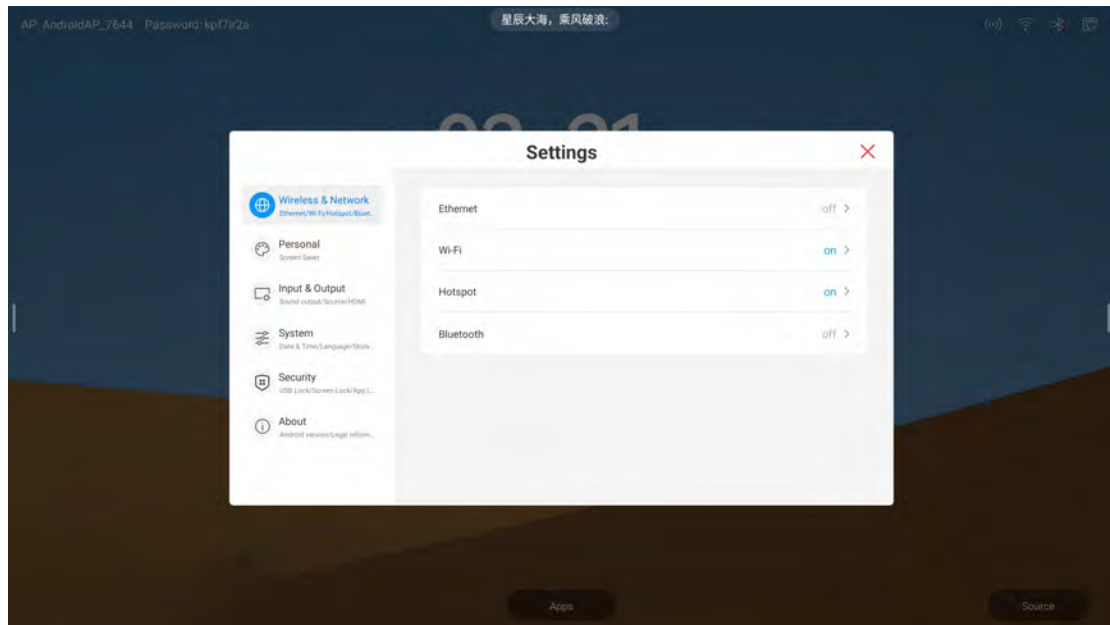 AP: AndroidAP_7644 Password: kpf7ir2a
星辰大海，乘风破浪:
Settings
Wireless & Network
Ethernet/Wi-Fi/Hotspot/Bluet...
Personal
Screen Saver
Input & Output
Sound output/Source/HDMI
System
Date & Time/Language/Stora...
Security
USB Lock/Screen Lock/App L...
About
Android version/Legal inform...
Ethernet off
Wi-Fi on
Hotspot on
Bluetooth off
Apps
Source